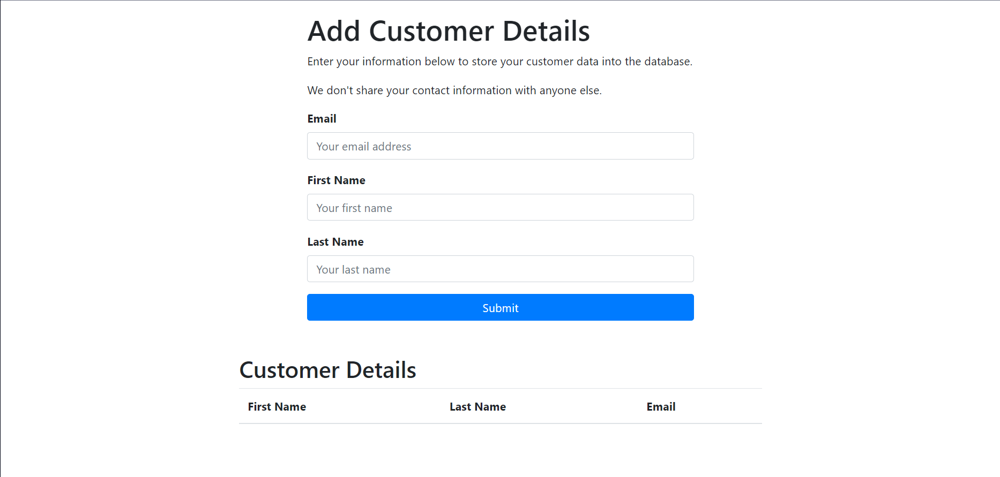 Add Customer Details
Enter your information below to store your customer data into the database.
We don't share your contact information with anyone else.
Email
Your email address
First Name
Your first name
Last Name
Your last name
Submit
Customer Details
First Name Last Name Email